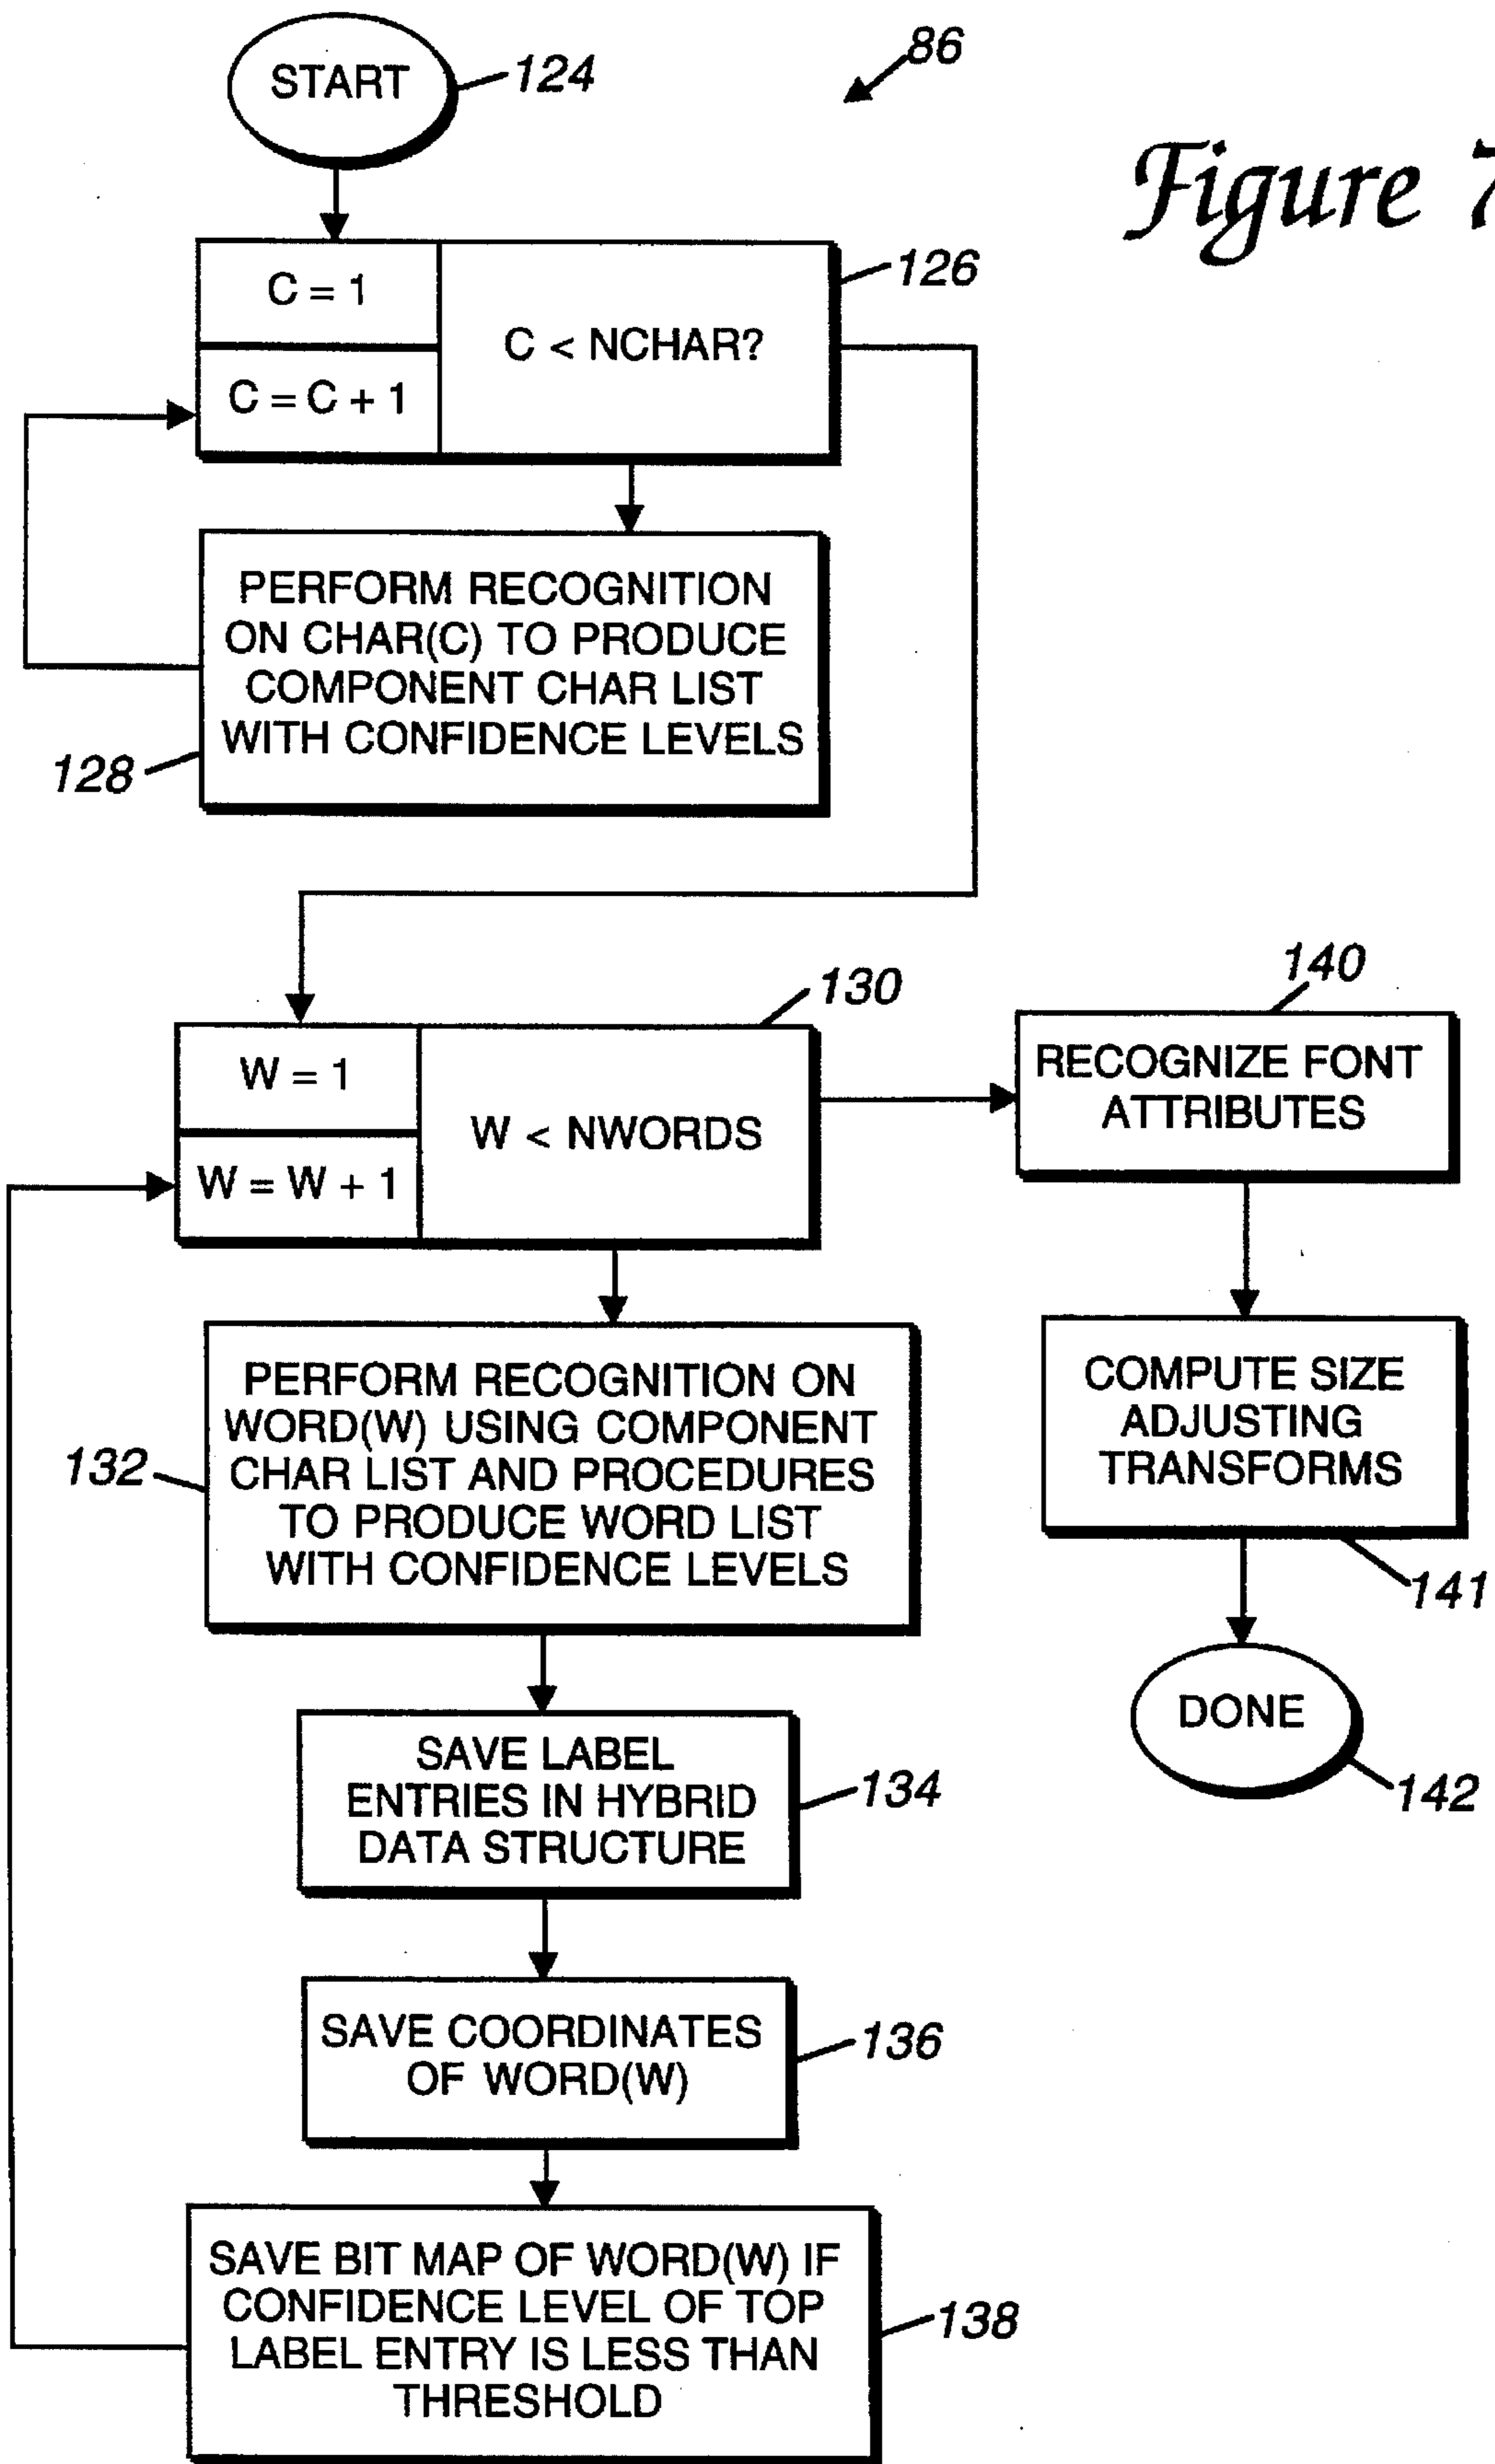 START
124
86
Figure 7
C = 1
C < NCHAR?
126
C = C + 1
PERFORM RECOGNITION
ON CHAR(C) TO PRODUCE
COMPONENT CHAR LIST
WITH CONFIDENCE LEVELS
128
130
W = 1
W < NWORDS
W = W + 1
140
RECOGNIZE FONT
ATTRIBUTES
PERFORM RECOGNITION ON
WORD(W) USING COMPONENT
CHAR LIST AND PROCEDURES
TO PRODUCE WORD LIST
WITH CONFIDENCE LEVELS
132
COMPUTE SIZE
ADJUSTING
TRANSFORMS
141
DONE
142
SAVE LABEL
ENTRIES IN HYBRID
DATA STRUCTURE
134
SAVE COORDINATES
OF WORD(W)
136
SAVE BIT MAP OF WORD(W) IF
CONFIDENCE LEVEL OF TOP
LABEL ENTRY IS LESS THAN
THRESHOLD
138